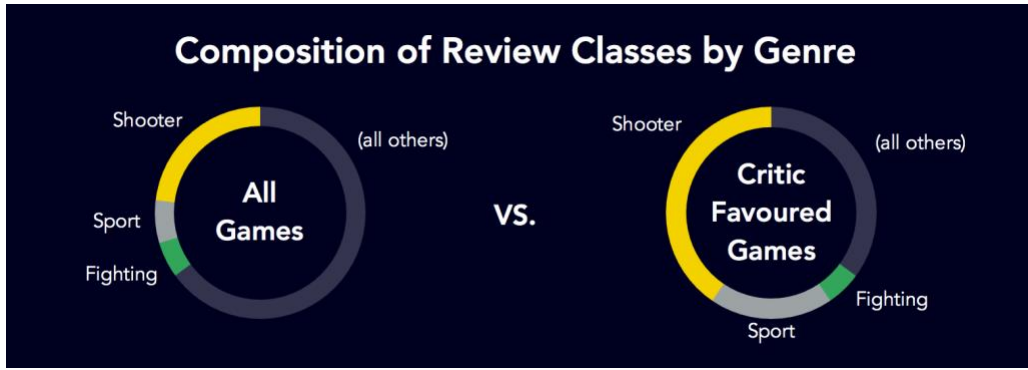 Composition of Review Classes by Genre
Shooter
(all others)
All
Games
Sport
Fighting
VS.
Shooter
(all others)
Critic
Favoured
Games
Fighting
Sport